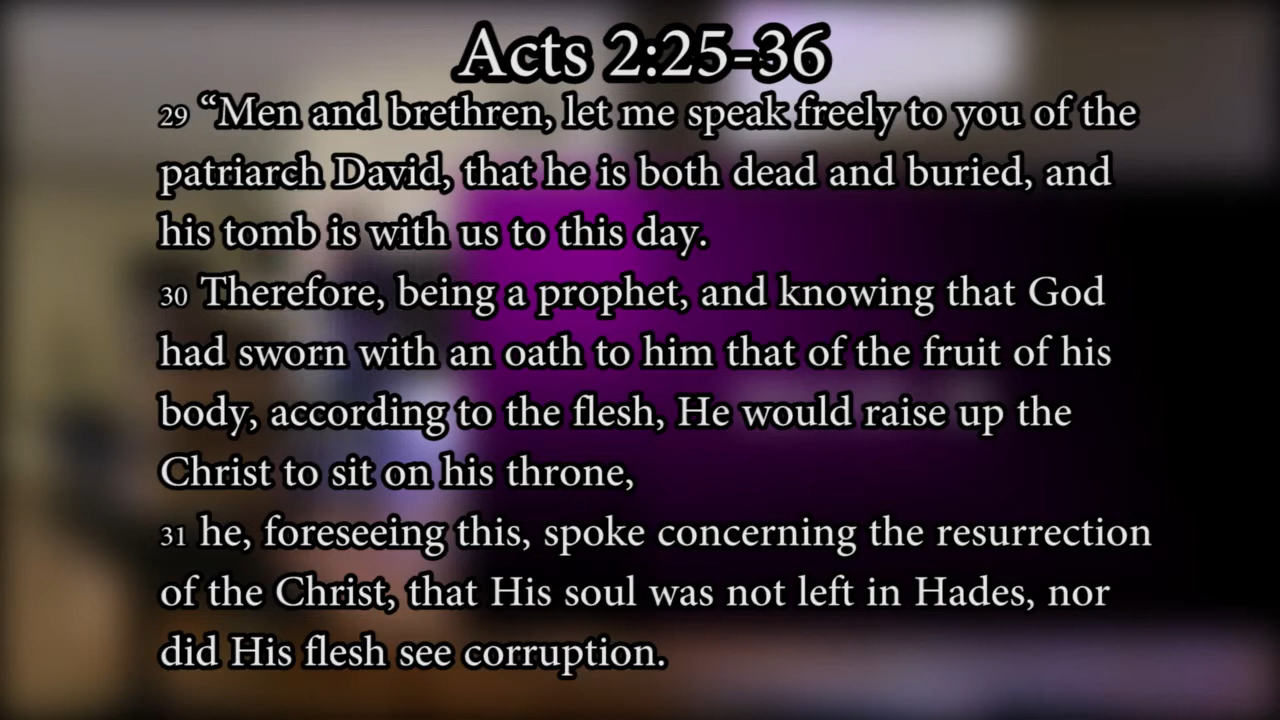 Acts 2:25-36
29 “Men and brethren, let me speak freely to you of the
patriarch David, that he is both dead and buried, and
his tomb is with us to this day.
30 Therefore, being a prophet, and knowing that God
had sworn with an oath to him that of the fruit of his
body, according to the flesh, He would raise up the
Christ to sit on his throne,
31 he, foreseeing this, spoke concerning the resurrection
of the Christ, that His soul was not left in Hades, nor
did His flesh see corruption.